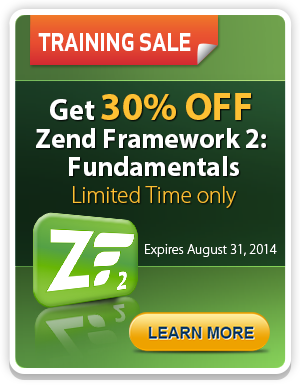 TRAINING SALE
Get 30% OFF
Zend Framework 2:
Fundamentals
Limited Time only
ZF2
Expires August 31, 2014
LEARN MORE